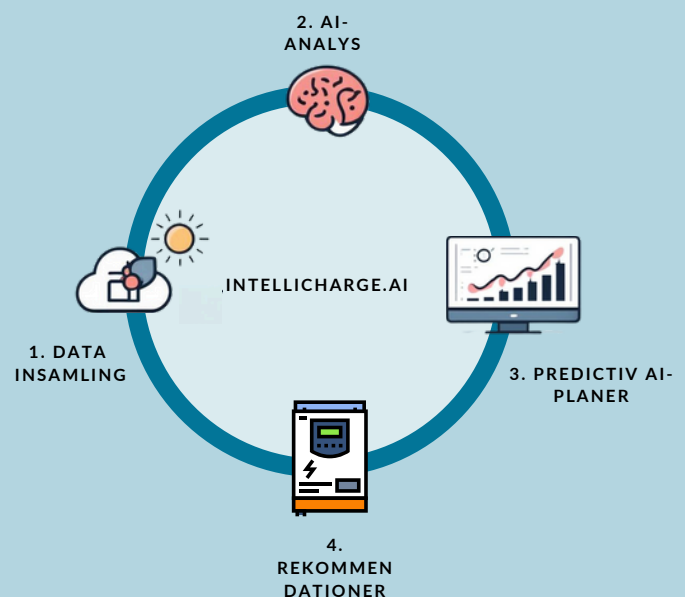 2. AI-
ANALYS
INTELLICHARGE.AI
1. DATA
INSAMLING
3. PREDICTIV AI-
PLANER
4.
REKOMMEN
DATIONER